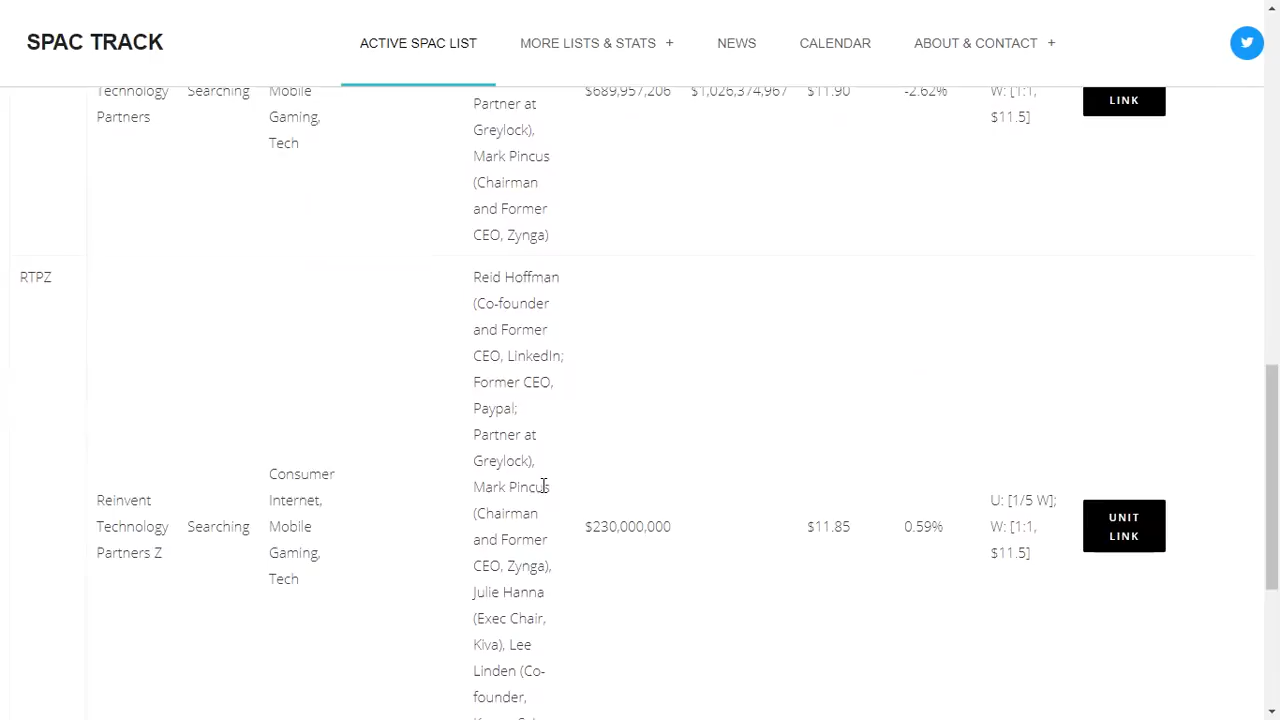 SPAC TRACK
ACTIVE SPAC LIST
MORE LISTS & STATS +
NEWS
CALENDAR
ABOUT & CONTACT +
Technology
Partners
Searching
Mobile
Gaming,
Tech
Partner at
Greylock),
Mark Pincus
(Chairman
and Former
CEO, Zynga)
$689,957,206
$1,026,374,967
$11.90
-2.62%
W: [1:1,
$11.5]
LINK
RTPZ
Reinvent
Technology
Partners Z
Searching
Consumer
Internet,
Mobile
Gaming,
Tech
Reid Hoffman
(Co-founder
and Former
CEO, LinkedIn;
Former CEO,
Paypal;
Partner at
Greylock),
Mark Pincus
(Chairman
and Former
CEO, Zynga),
Julie Hanna
(Exec Chair,
Kiva), Lee
Linden (Co-
founder,
$230,000,000
$11.85
0.59%
U: [1/5 W];
W: [1:1,
$11.5]
UNIT
LINK